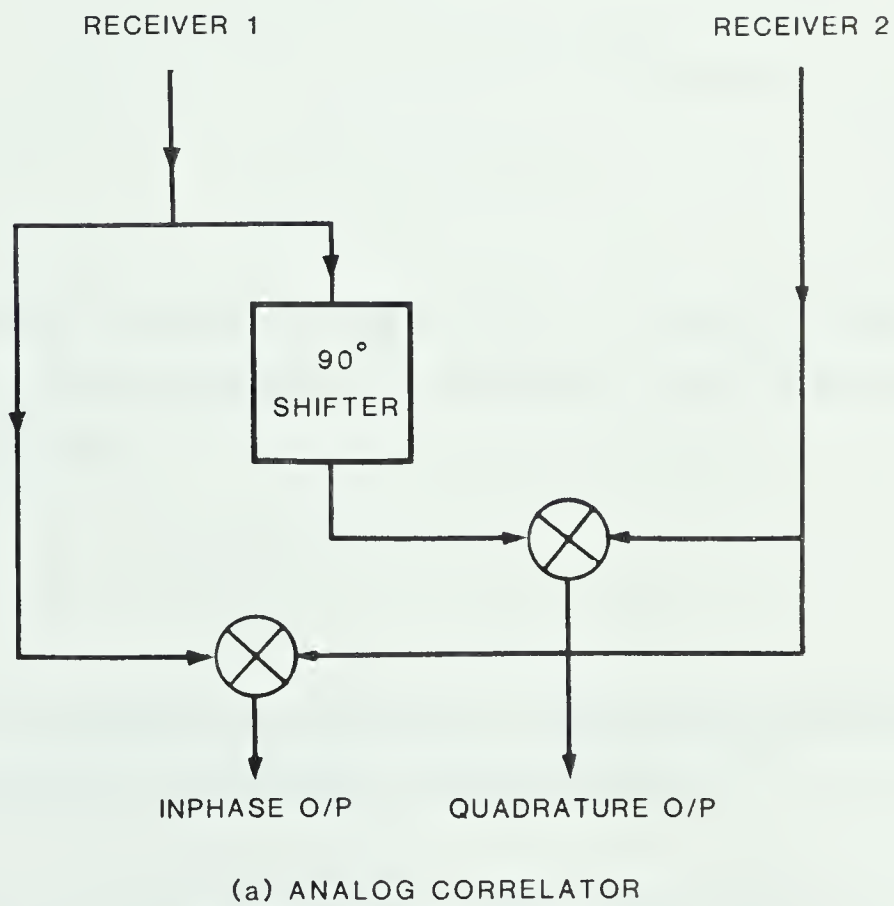 RECEIVER 1
RECEIVER 2
90°
SHIFTER
INPHASE O/P
QUADRATURE O/P
(a) ANALOG CORRELATOR